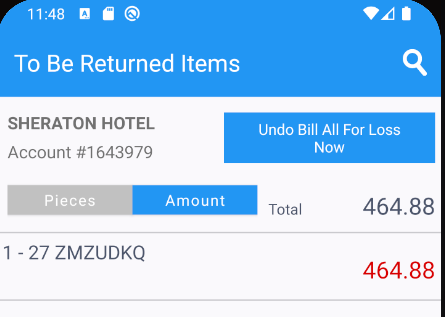 11:48
To Be Returned Items
SHERATON HOTEL
Account #1643979
Undo Bill All For Loss
Now
Pieces
Amount
Total
464.88
1 - 27 ZMZUDKQ
464.88